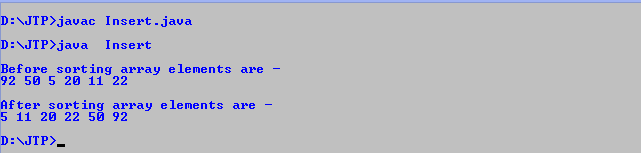 D:\JTP>javac Insert.java
D:\JTP>java  Insert
Before sorting array elements are -
92 50 5 20 11 22
After sorting array elements are -
5 11 20 22 50 92
D:\JTP>_